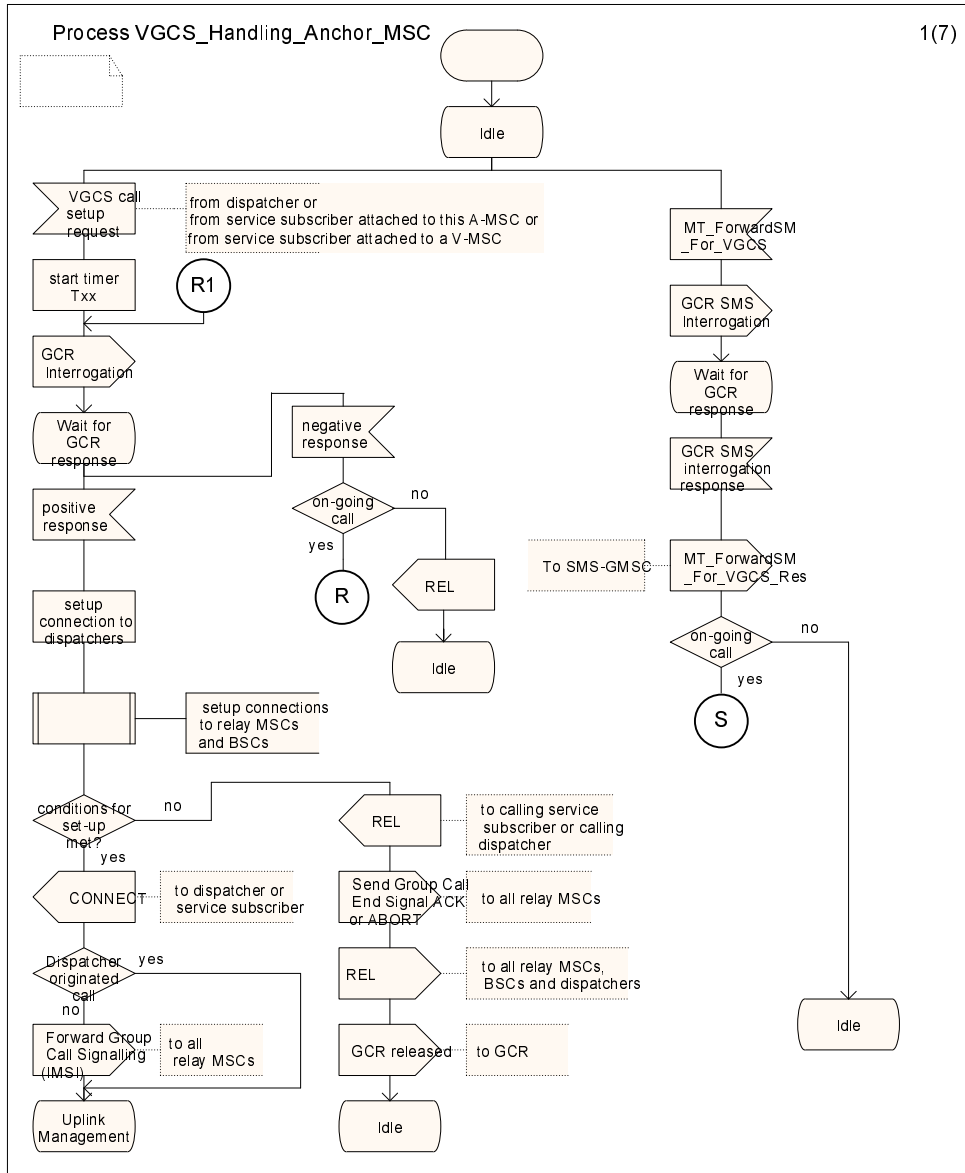 Process VGCS_Handling_Anchor_MSC
1(7)
Idle
VGCS call
setup
request
from dispatcher or
from service subscriber attached to this A-MSC or
from service subscriber attached to a V-MSC
MT_ForwardSM
_For_VGCS
start timer
Txx
R1
GCR SMS
Interrogation
GCR
Interrogation
Wait for
GCR
response
Wait for
GCR
response
negative
response
GCR SMS
interrogation
response
positive
response
on-going
call
no
yes
R
REL
Idle
To SMS-GMSC
MT_ForwardSM
_For_VGCS_Res
on-going
call
no
yes
S
Idle
setup
connection to
dispatchers
setup connections
to relay MSCs
and BSCs
conditions for
set-up
met?
no
yes
REL
to calling service
subscriber or calling
dispatcher
CONNECT
to dispatcher or
service subscriber
Send Group Call
End Signal ACK
or ABORT
to all relay MSCs
Dispatcher
originated
call
yes
no
REL
to all relay MSCs,
BSCs and dispatchers
Forward Group
Call Signalling
(IMSI)
to all
relay MSCs
GCR released
to GCR
Uplink
Management
Idle